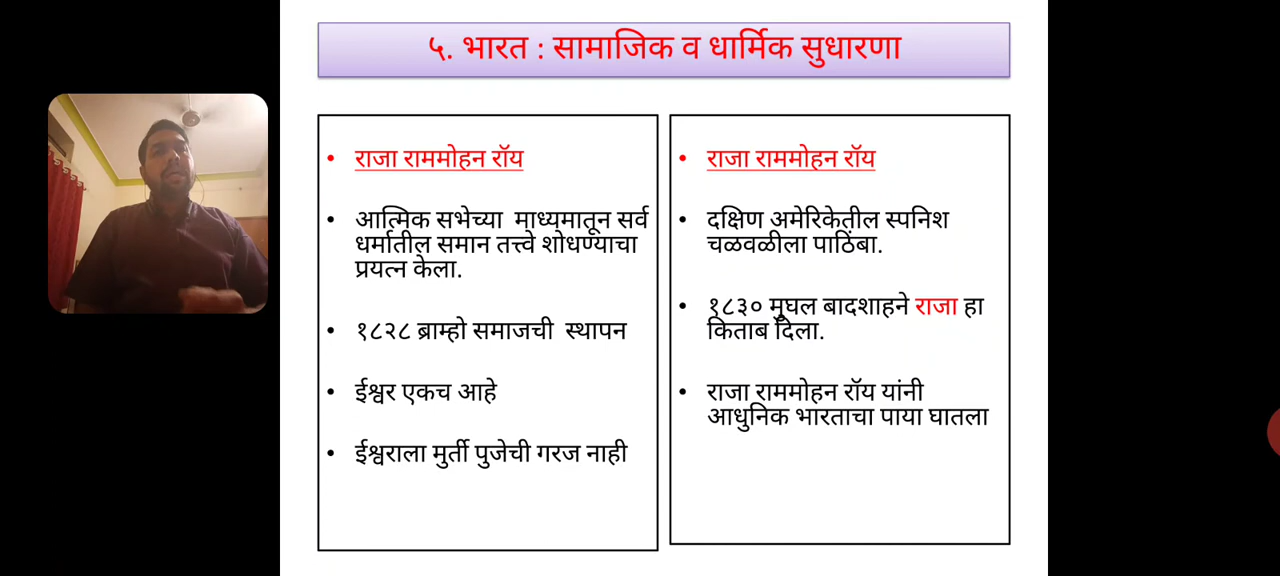 ५. भारत : सामाजिक व धार्मिक सुधारणा
• राजा राममोहन रॉय
• आत्मिक सभेच्या माध्यमातून सर्व
धर्मातील समान तत्त्वे शोधण्याचा
प्रयत्न केला.
• १८२८ ब्राम्हो समाजची स्थापन
• ईश्वर एकच आहे
• ईश्वराला मुर्ती पुजेची गरज नाही
• राजा राममोहन रॉय
• दक्षिण अमेरिकेतील स्पनिश
चळवळीला पाठिंबा.
• १८३० मुघल बादशाहने राजा हा
किताब दिला.
• राजा राममोहन रॉय यांनी
आधुनिक भारताचा पाया घातला